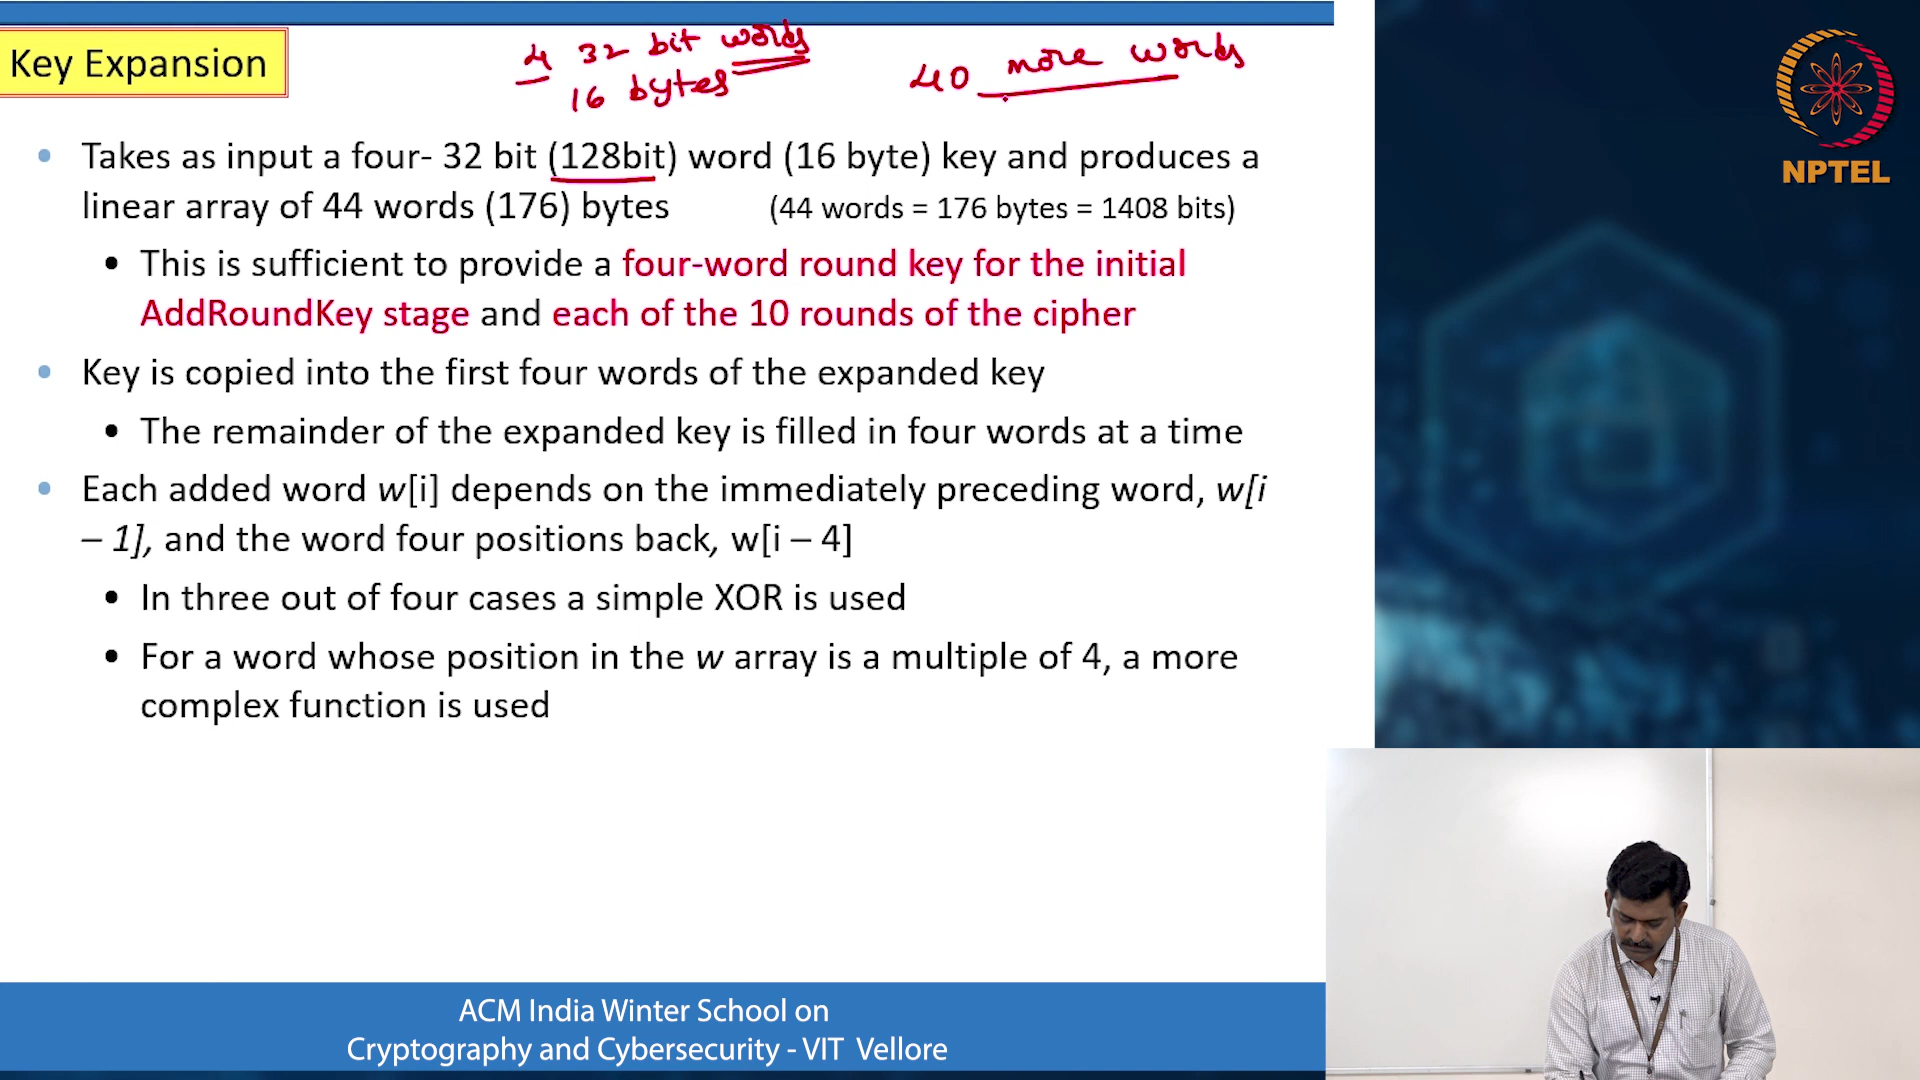 Key Expansion
4 32 bit words
16 bytes
40 more words
NPTEL
• Takes as input a four- 32 bit (128bit) word (16 byte) key and produces a
linear array of 44 words (176) bytes (44 words = 176 bytes = 1408 bits)
• This is sufficient to provide a four-word round key for the initial
AddRoundKey stage and each of the 10 rounds of the cipher
• Key is copied into the first four words of the expanded key
• The remainder of the expanded key is filled in four words at a time
• Each added word w[i] depends on the immediately preceding word, w[i
– 1], and the word four positions back, w[i – 4]
• In three out of four cases a simple XOR is used
• For a word whose position in the w array is a multiple of 4, a more
complex function is used
ACM India Winter School on
Cryptography and Cybersecurity - VIT Vellore